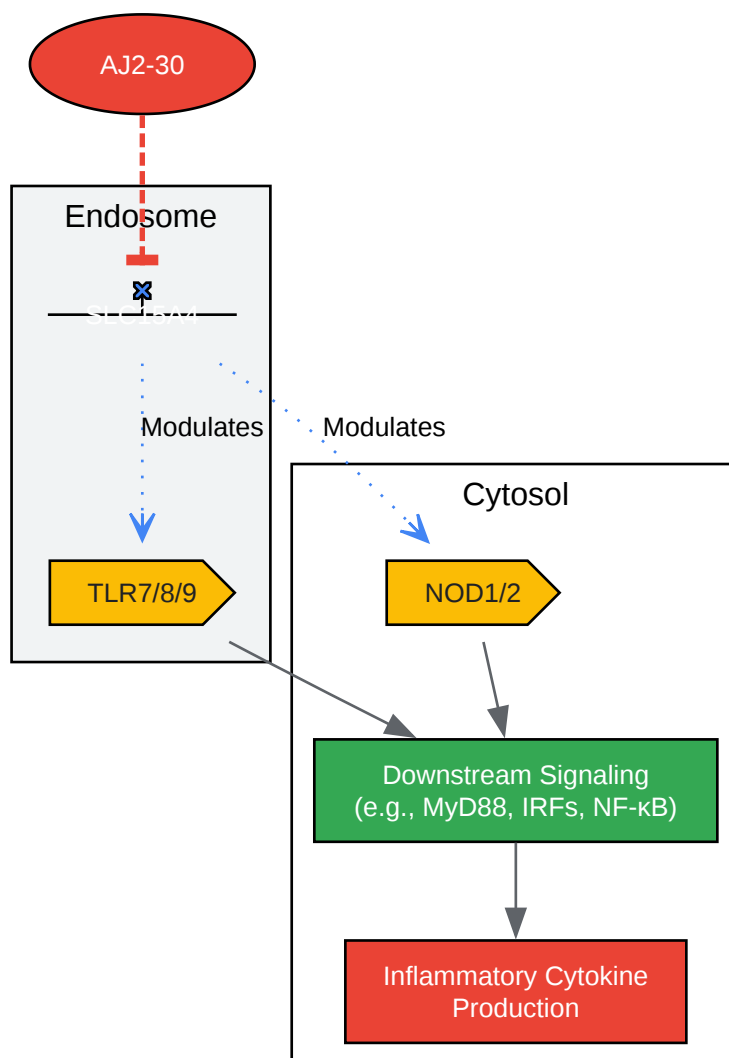 AJ2-30
Endosome
SLC15A4
Modulates
Modulates
Cytosol
TLR7/8/9
NOD1/2
Downstream Signaling
(e.g., MyD88, IRFs, NF-κB)
Inflammatory Cytokine
Production